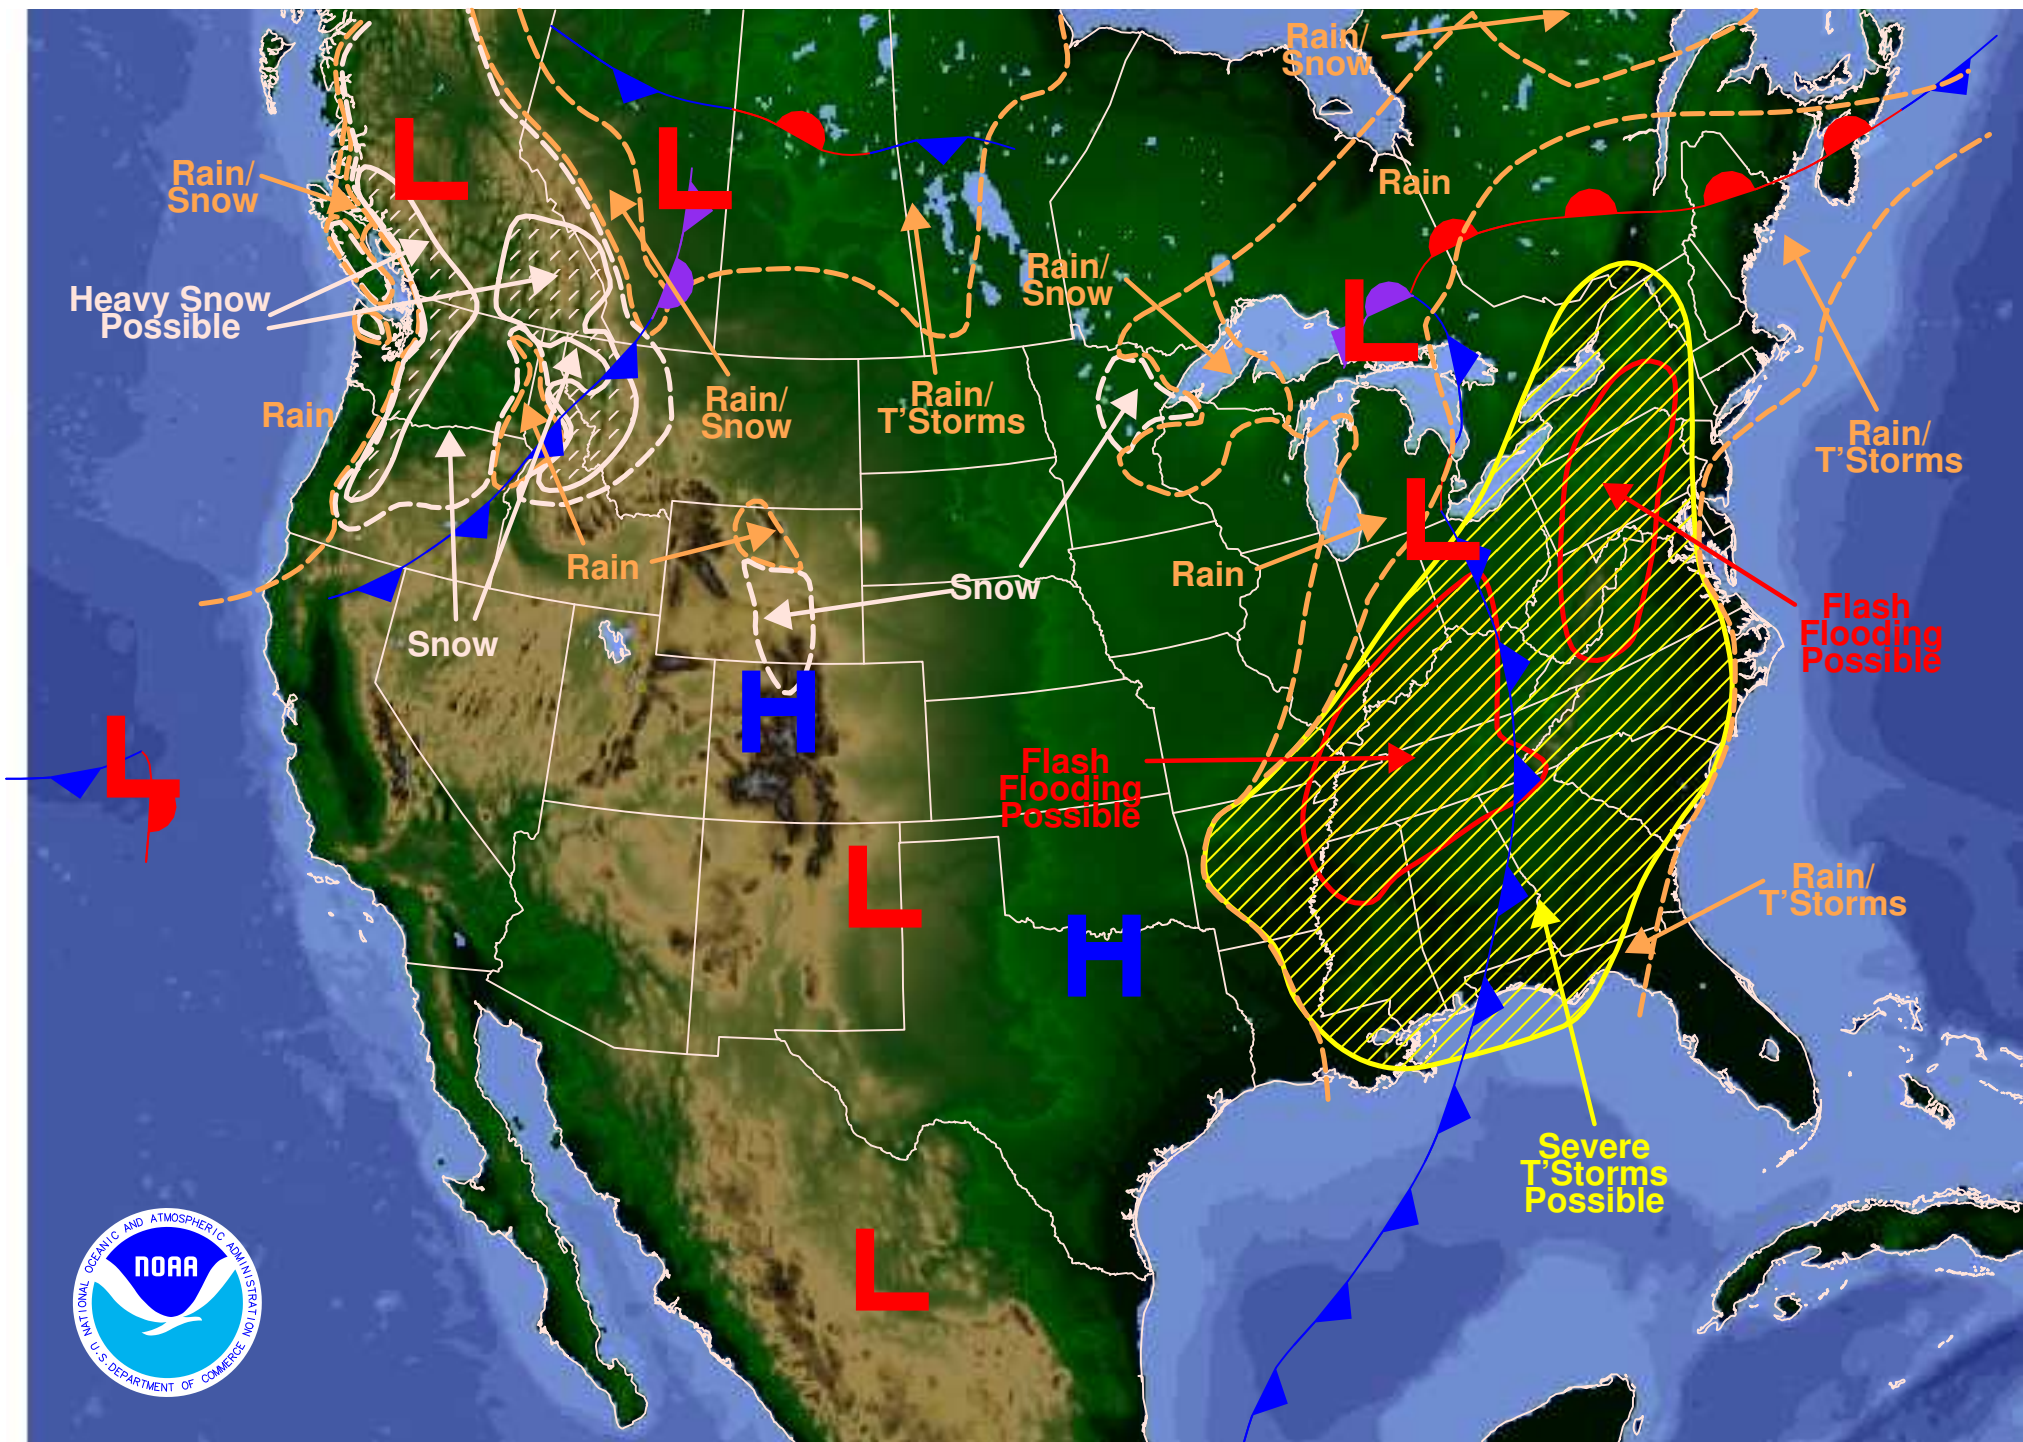 Rain/
Snow
Rain/
Snow
L
L
Rain
Rain/
Snow
Heavy Snow
Possible
L
Rain/
Snow
Rain/
T'Storms
Rain
Rain/
T'Storms
L
Rain
Rain
Snow
Flash
Flooding
Possible
Snow
H
L
Flash
Flooding
Possible
L
Rain/
T'Storms
H
Severe
T'Storms
Possible
L
NATIONAL OCEANIC AND ATMOSPHERIC ADMINISTRATION
NOAA
U.S. DEPARTMENT OF COMMERCE